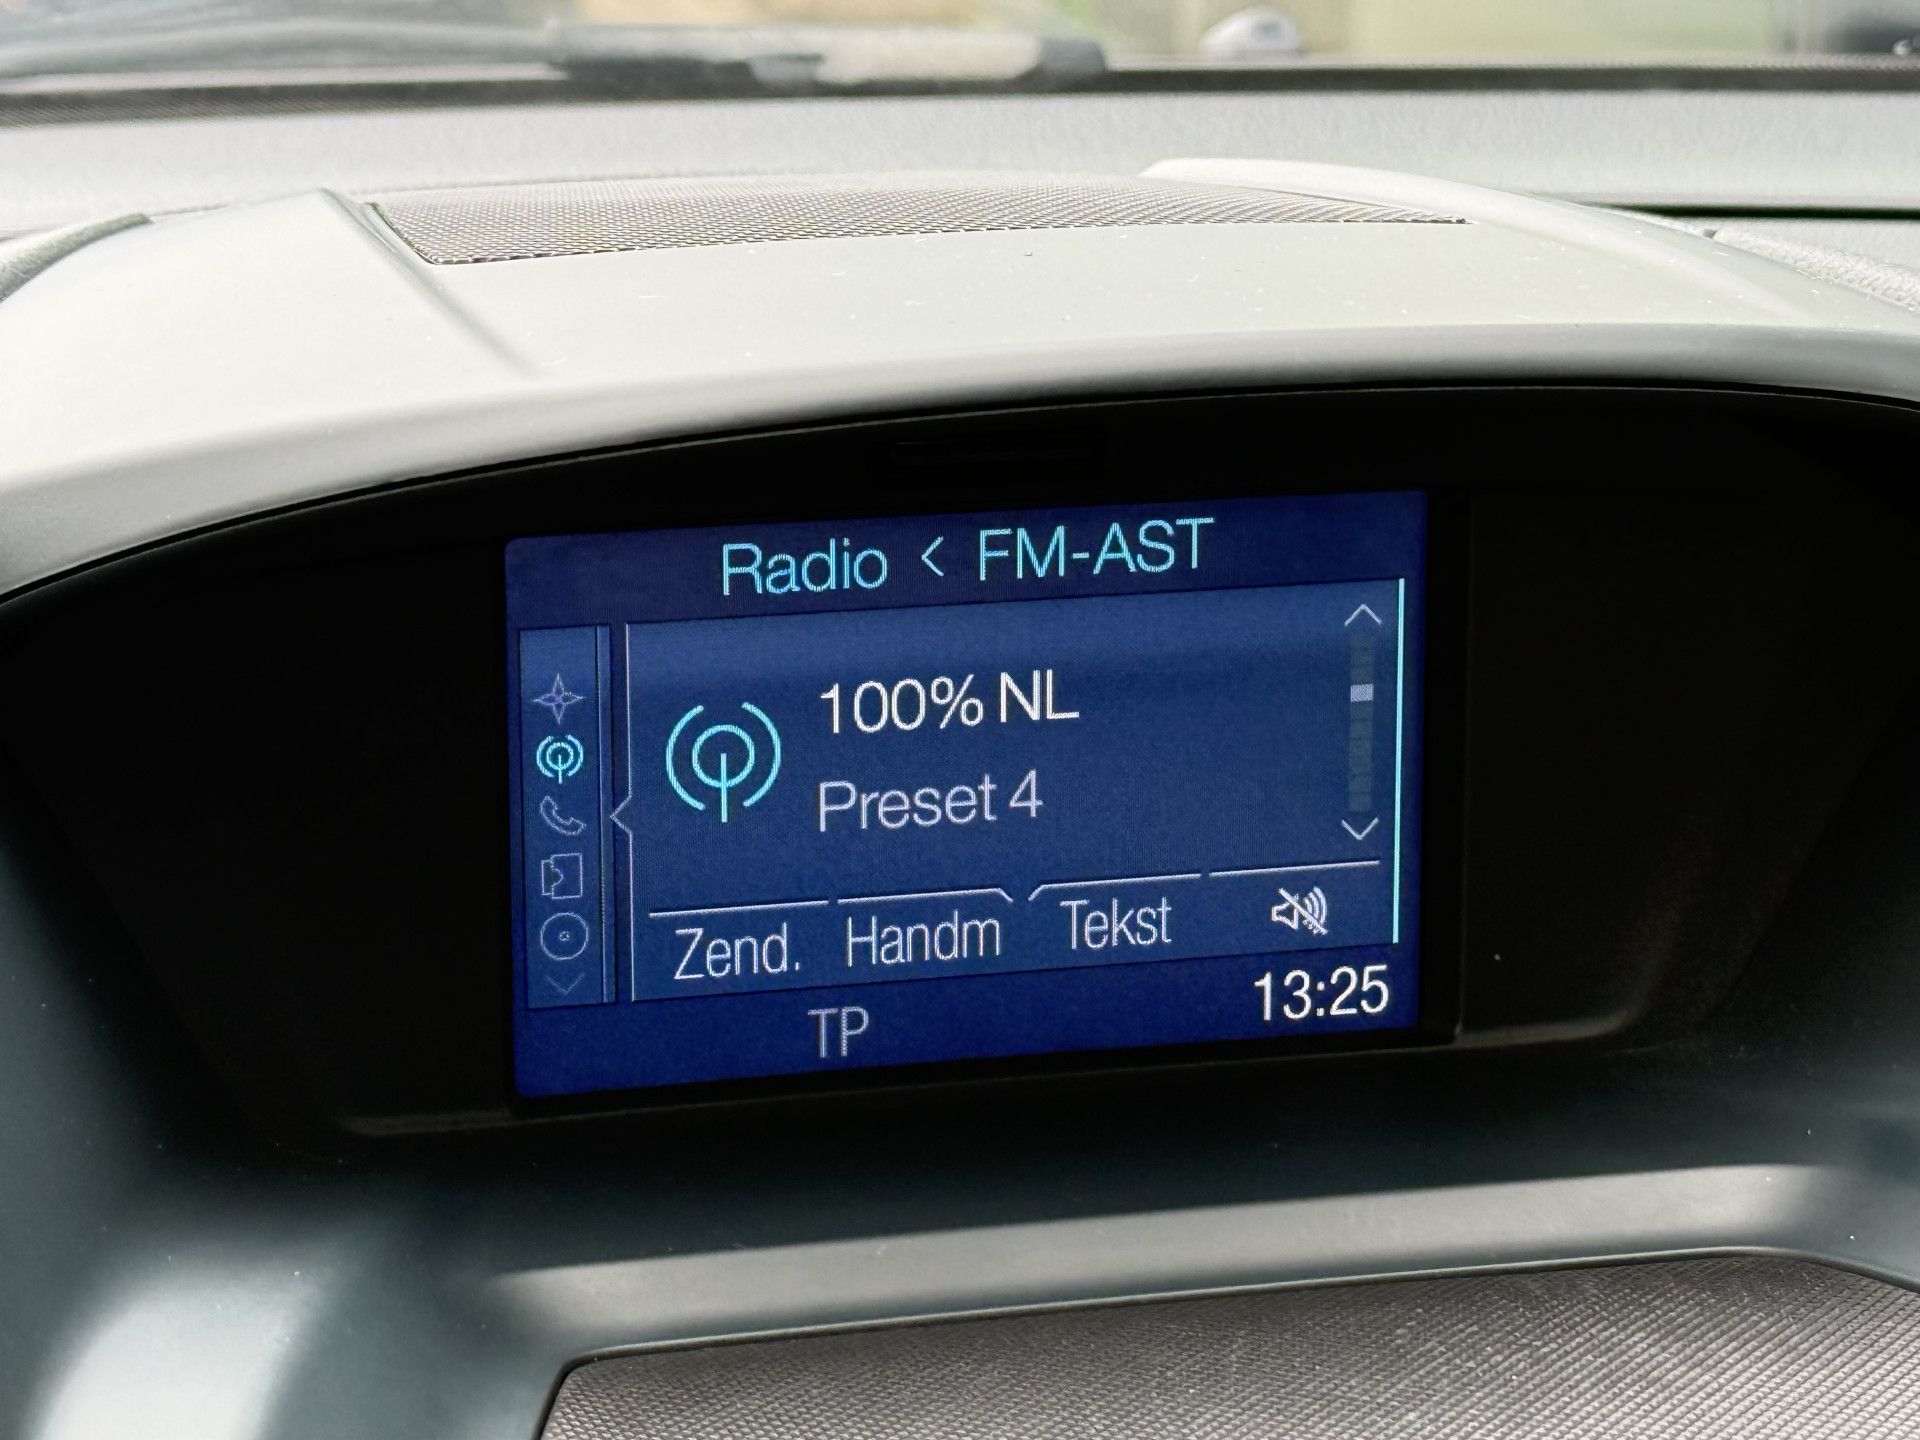 Radio < FM-AST
100% NL
Preset 4
Zend. Handm Tekst
TP 13:25